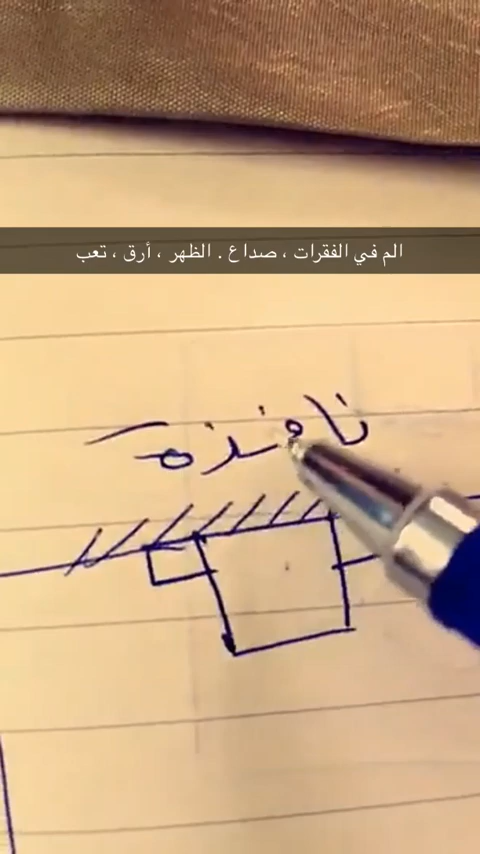 الم في الفقرات ، صداع . الظهر ، أرق ، تعب
نافذة